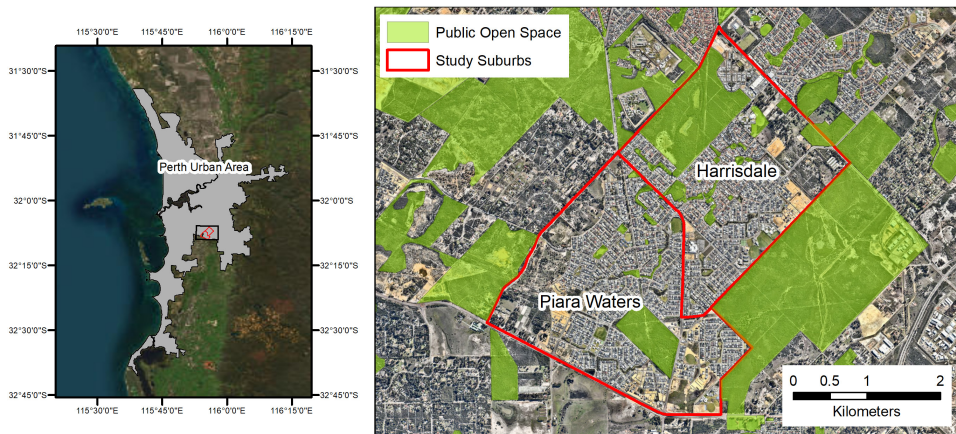 115°30'0"E 115°45'0"E 116°0'0"E 116°15'0"E
31°30'0"S
31°45'0"S
32°0'0"S
32°15'0"S
32°30'0"S
32°45'0"S
Perth Urban Area
31°30'0"S
31°45'0"S
32°0'0"S
32°15'0"S
32°30'0"S
32°45'0"S
115°30'0"E 115°45'0"E 116°0'0"E 116°15'0"E
Public Open Space
Study Suburbs
Harrisdale
Piara Waters
0 0.5 1 2
Kilometers